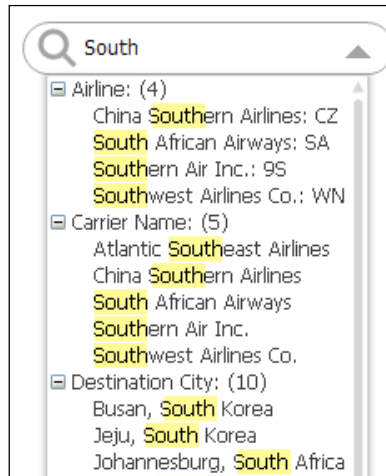 South
Airline: (4)
China Southern Airlines: CZ
South African Airways: SA
Southern Air Inc.: 9S
Southwest Airlines Co.: WN
Carrier Name: (5)
Atlantic Southeast Airlines
China Southern Airlines
South African Airways
Southern Air Inc.
Southwest Airlines Co.
Destination City: (10)
Busan, South Korea
Jeju, South Korea
Johannesburg, South Africa